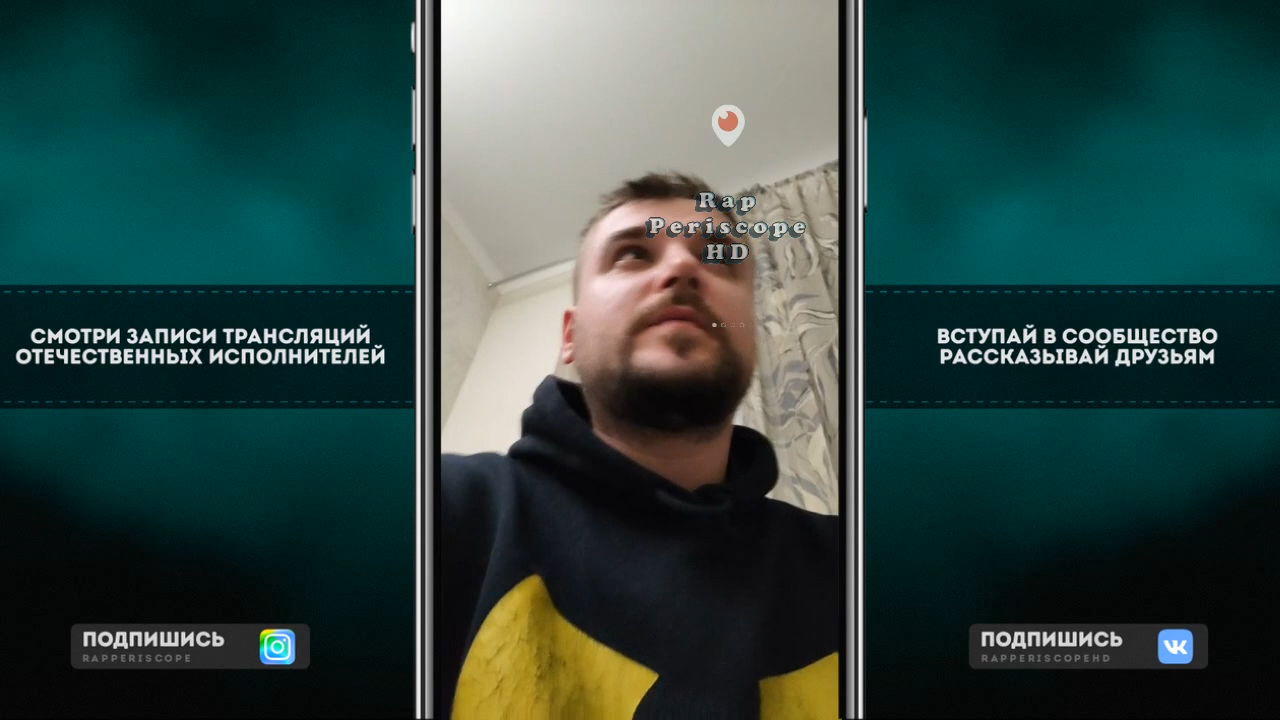 Rap
Periscope
HD
СМОТРИ ЗАПИСИ ТРАНСЛЯЦИЙ
ОТЕЧЕСТВЕННЫХ ИСПОЛНИТЕЛЕЙ
ВСТУПАЙ В СООБЩЕСТВО
РАССКАЗЫВАЙ ДРУЗЬЯМ
ПОДПИШИСЬ
RAPPERISCOPE
ПОДПИШИСЬ
RAPPERISCOPEHD